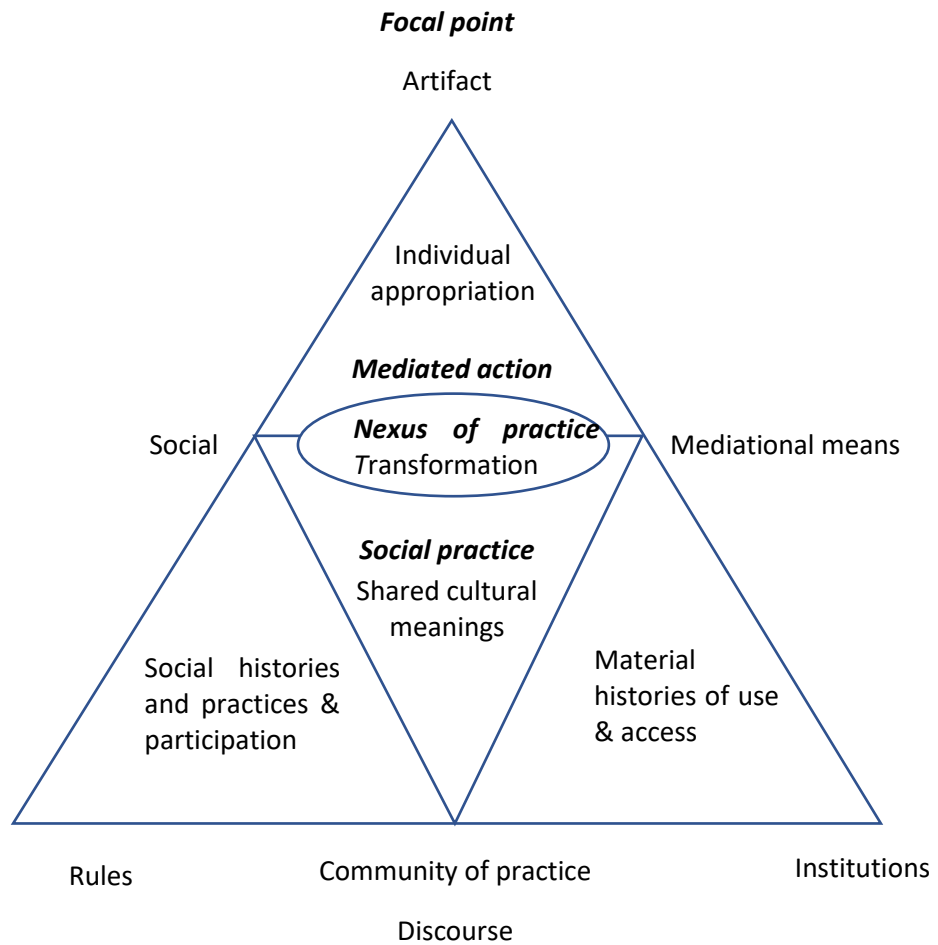 Focal point
Artifact
Individual
appropriation
Mediated action
Nexus of practice
Social
Transformation
Mediational means
Social practice
Shared cultural
meanings
Social histories
and practices &
participation
Material
histories of use
& access
Rules
Community of practice
Institutions
Discourse